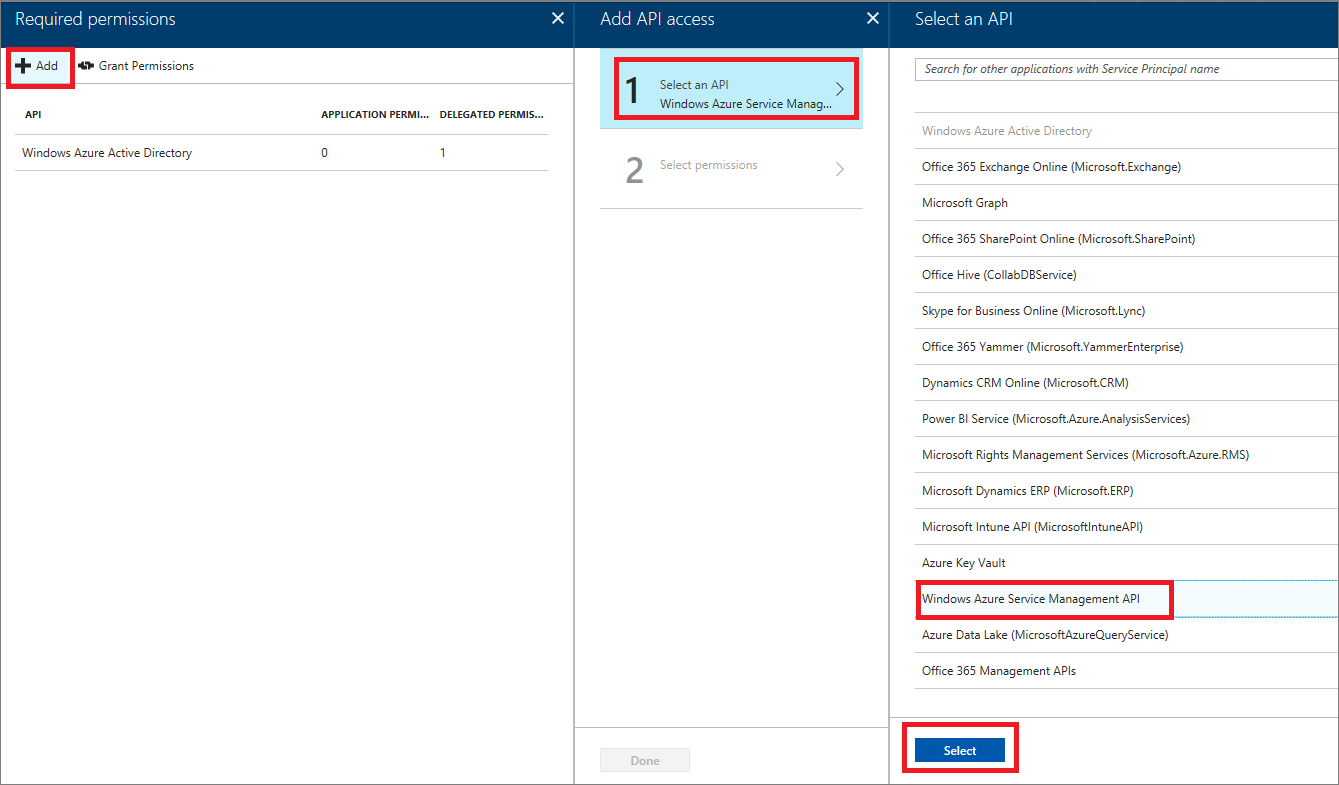 Required permissions
Add
Grant Permissions
API
APPLICATION PERMI...
DELEGATED PERMIS...
Windows Azure Active Directory
0
1
Add API access
1
Select an API
Windows Azure Service Manag...
2
Select permissions
Done
Select an API
Search for other applications with Service Principal name
Windows Azure Active Directory
Office 365 Exchange Online (Microsoft.Exchange)
Microsoft Graph
Office 365 SharePoint Online (Microsoft.SharePoint)
Office Hive (CollabDBService)
Skype for Business Online (Microsoft.Lync)
Office 365 Yammer (Microsoft.YammerEnterprise)
Dynamics CRM Online (Microsoft.CRM)
Power BI Service (Microsoft.Azure.AnalysisServices)
Microsoft Rights Management Services (Microsoft.Azure.RMS)
Microsoft Dynamics ERP (Microsoft.ERP)
Microsoft Intune API (MicrosoftIntuneAPI)
Azure Key Vault
Windows Azure Service Management API
Azure Data Lake (MicrosoftAzureQueryService)
Office 365 Management APIs
Select